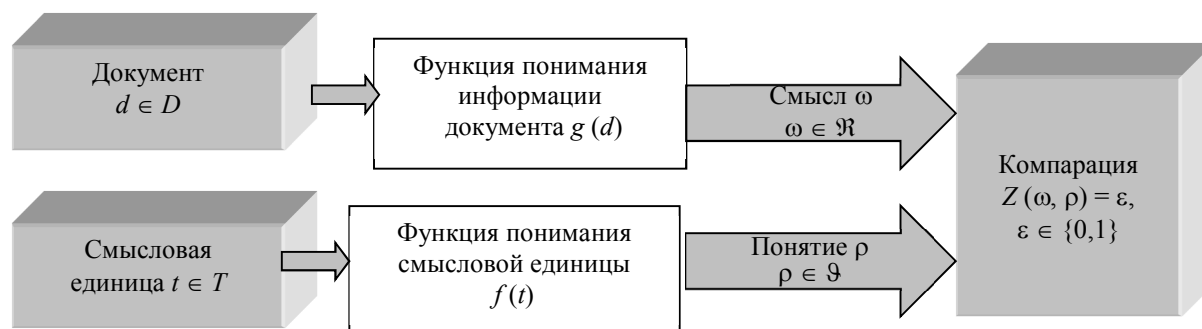 Документ
d ∈ D
Функция понимания
информации
документа g (d)
Смысл ω
ω ∈ ℜ
Смысловая
единица t ∈ T
Функция понимания
смысловой единицы
f (t)
Понятие ρ
ρ ∈ ϑ
Компарация
Z (ω, ρ) = ε,
ε ∈ {0,1}